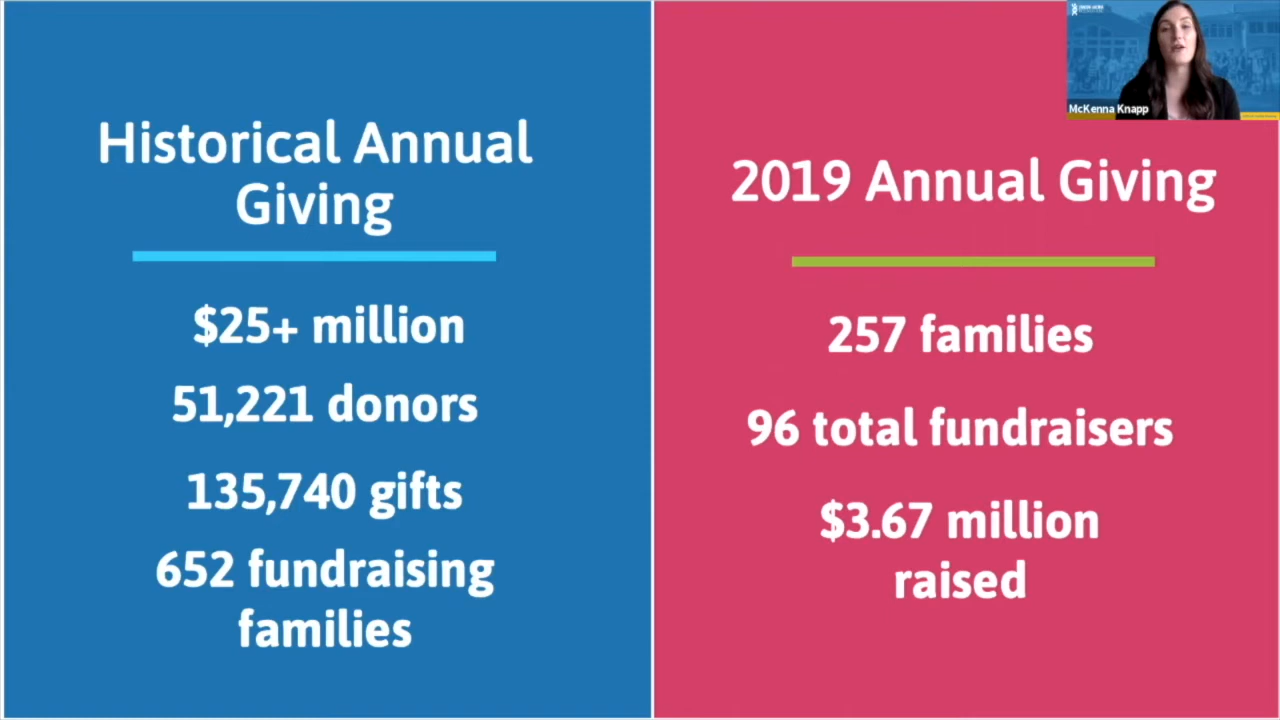 Historical Annual
Giving
$25+ million
51,221 donors
135,740 gifts
652 fundraising
families
2019 Annual Giving
257 families
96 total fundraisers
$3.67 million
raised
McKenna Knapp